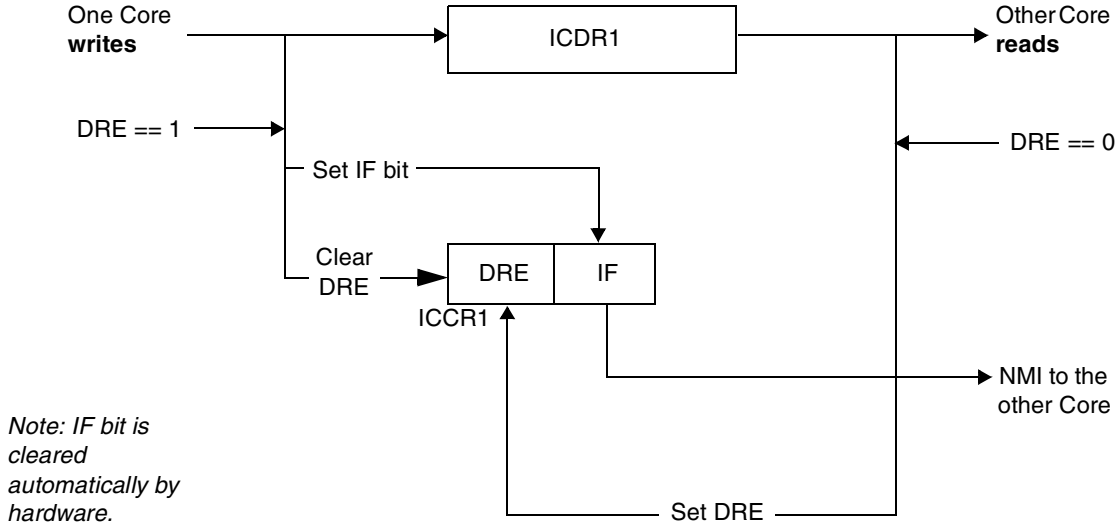 One Core
writes
ICDR1
Other Core
reads
DRE == 1
DRE == 0
Set IF bit
Clear
DRE
DRE
IF
ICCR1
NMI to the
other Core
Note: IF bit is
cleared
automatically by
hardware.
Set DRE